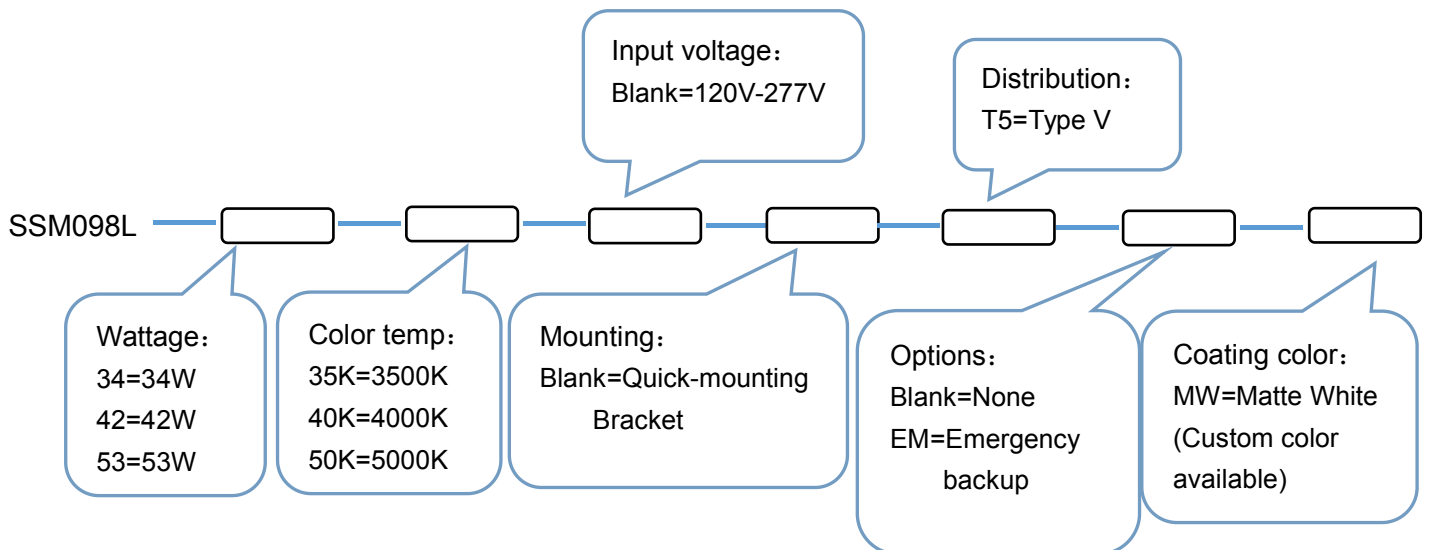 Input voltage：
Blank=120V-277V
Distribution：
T5=Type V
SSM098L
Wattage：
34=34W
42=42W
53=53W
Color temp：
35K=3500K
40K=4000K
50K=5000K
Mounting：
Blank=Quick-mounting
Bracket
Options：
Blank=None
EM=Emergency
backup
Coating color：
MW=Matte White
(Custom color
available)